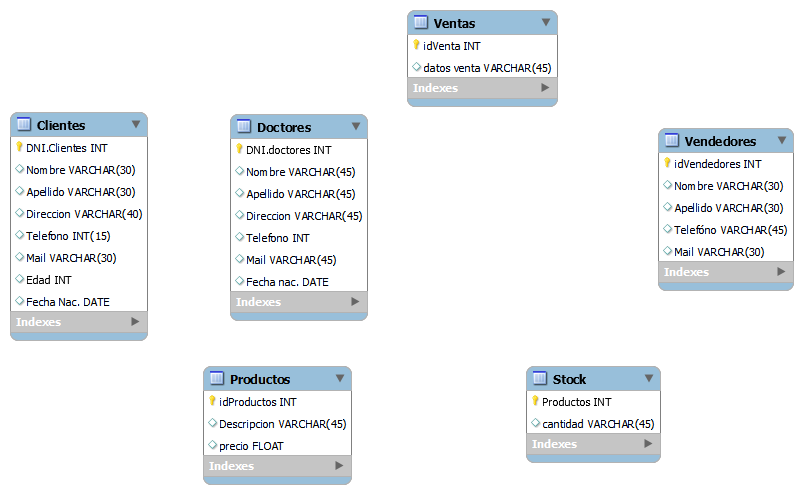 Ventas
idVenta INT
datos venta VARCHAR(45)
Indexes
Clientes
DNI.Clientes INT
Nombre VARCHAR(30)
Apellido VARCHAR(30)
Direccion VARCHAR(40)
Telefono INT(15)
Mail VARCHAR(30)
Edad INT
Fecha Nac. DATE
Indexes
Doctores
DNI.doctores INT
Nombre VARCHAR(45)
Apellido VARCHAR(45)
Direccion VARCHAR(45)
Telefono INT
Mail VARCHAR(45)
Fecha nac. DATE
Indexes
Vendedores
idVendedores INT
Nombre VARCHAR(30)
Apellido VARCHAR(30)
Telefóno VARCHAR(45)
Mail VARCHAR(30)
Indexes
Productos
idProductos INT
Descripcion VARCHAR(45)
precio FLOAT
Indexes
Stock
Productos INT
cantidad VARCHAR(45)
Indexes